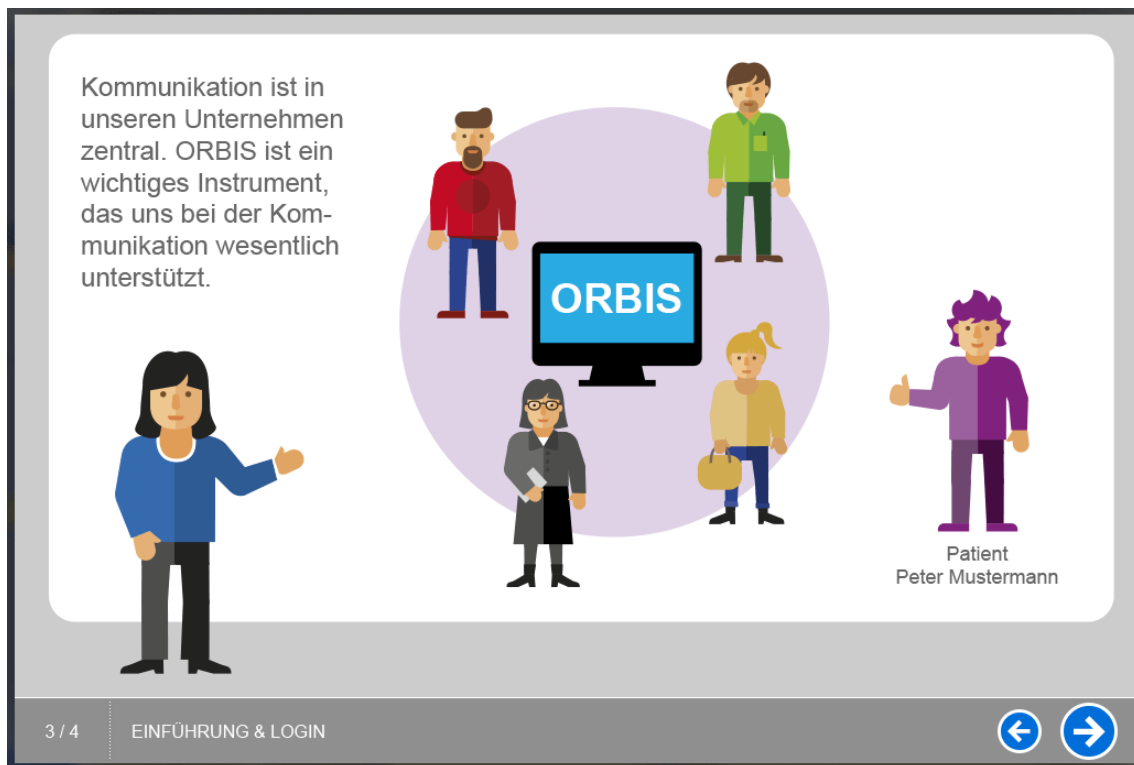 Kommunikation ist in
unseren Unternehmen
zentral. ORBIS ist ein
wichtiges Instrument,
das uns bei der Kom-
munikation wesentlich
unterstützt.
ORBIS
Patient
Peter Mustermann
3 / 4
EINFÜHRUNG & LOGIN